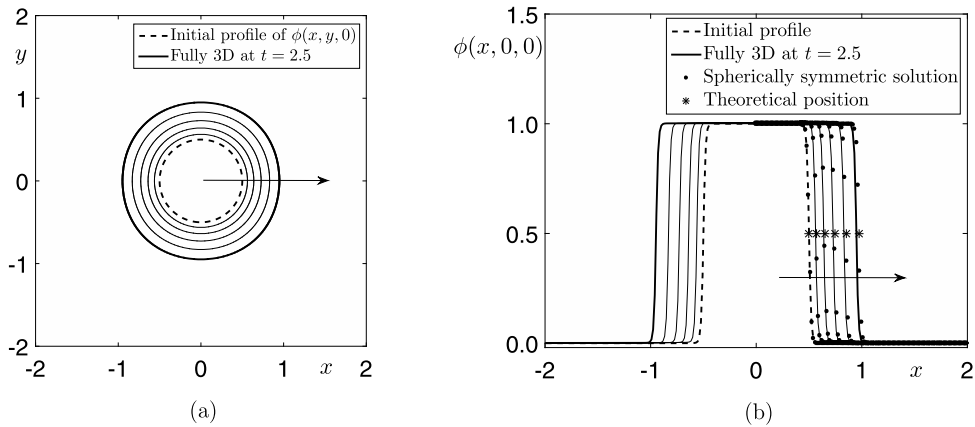 2
y
1
0
-1
-2
-2
-1
0
1
x
2
Initial profile of ϕ(x, y, 0)
Fully 3D at t = 2.5
(a)
1.5
ϕ(x, 0, 0)
1.0
0.5
0.0
-2
-1
0
1
x
2
Initial profile
Fully 3D at t = 2.5
Spherically symmetric solution
Theoretical position
(b)